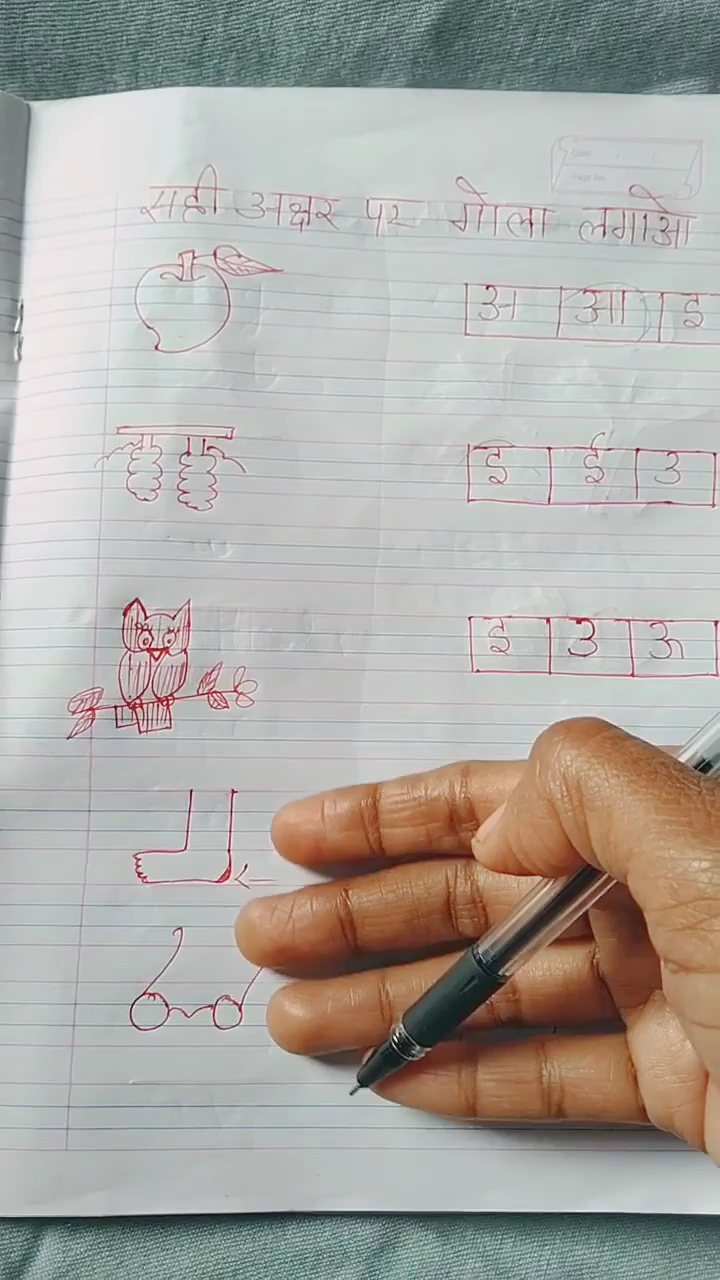 सही अक्षर पर गोला लगाओ
अ आ इ
इ ई उ
इ उ ऊ